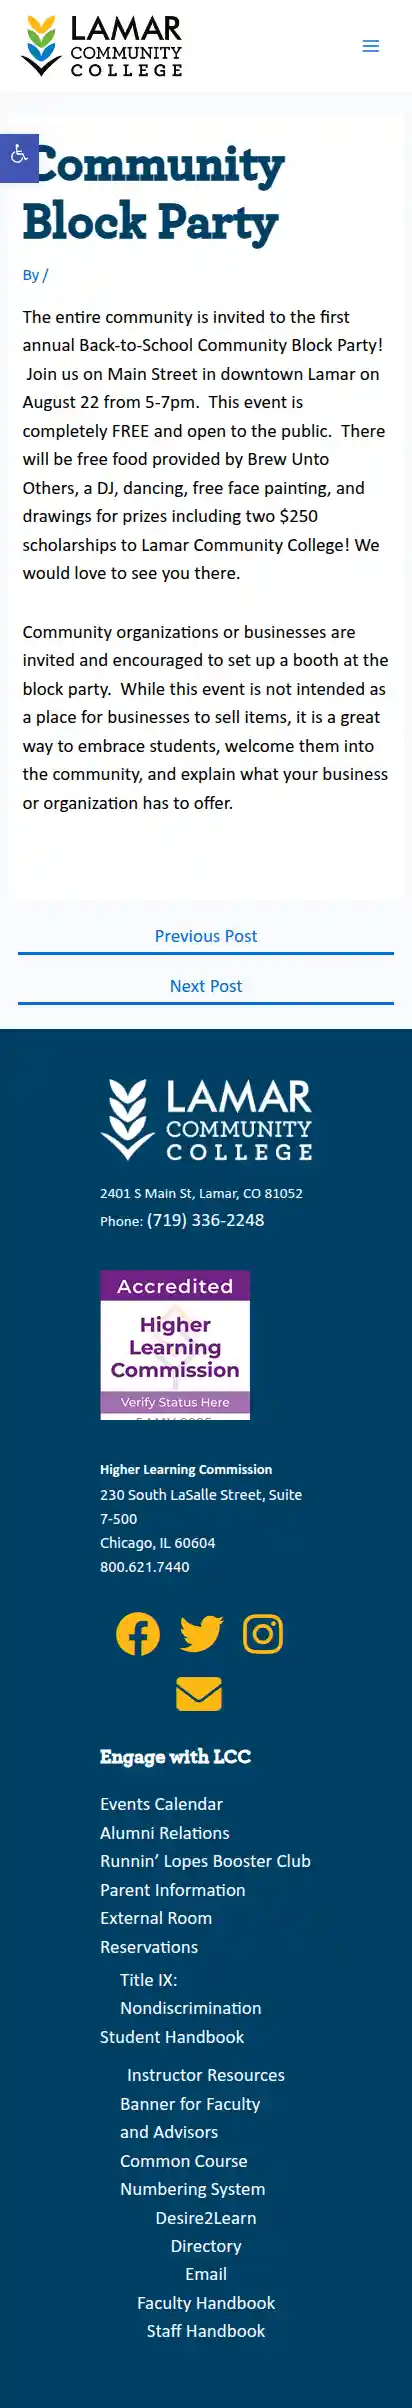 LAMAR
COMMUNITY
COLLEGE
Community
Block Party
By /
The entire community is invited to the first
annual Back-to-School Community Block Party!
Join us on Main Street in downtown Lamar on
August 22 from 5-7pm.  This event is
completely FREE and open to the public.  There
will be free food provided by Brew Unto
Others, a DJ, dancing, free face painting, and
drawings for prizes including two $250
scholarships to Lamar Community College! We
would love to see you there.
Community organizations or businesses are
invited and encouraged to set up a booth at the
block party.  While this event is not intended as
a place for businesses to sell items, it is a great
way to embrace students, welcome them into
the community, and explain what your business
or organization has to offer.
Previous Post
Next Post
LAMAR
COMMUNITY
COLLEGE
2401 S Main St, Lamar, CO 81052
Phone: (719) 336-2248
Accredited
Higher
Learning
Commission
Verify Status Here
Higher Learning Commission
230 South LaSalle Street, Suite
7-500
Chicago, IL 60604
800.621.7440
Engage with LCC
Events Calendar
Alumni Relations
Runnin’ Lopes Booster Club
Parent Information
External Room
Reservations
Title IX:
Nondiscrimination
Student Handbook
Instructor Resources
Banner for Faculty
and Advisors
Common Course
Numbering System
Desire2Learn
Directory
Email
Faculty Handbook
Staff Handbook